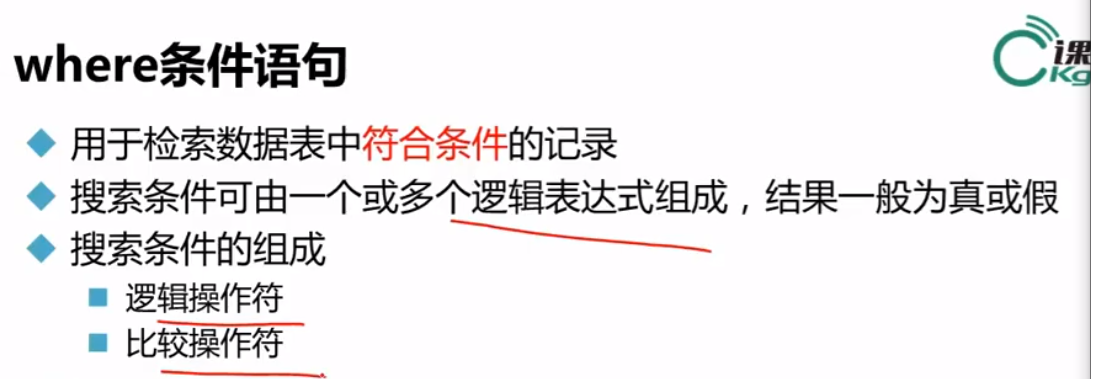 where条件语句
课
Kg
用于检索数据表中符合条件的记录
搜索条件可由一个或多个逻辑表达式组成，结果一般为真或假
搜索条件的组成
逻辑操作符
比较操作符